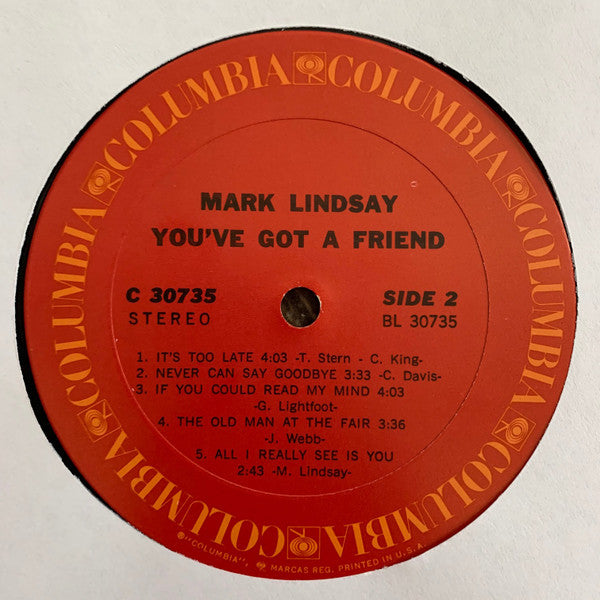 COLUMBIA COLUMBIA COLUMBIA COLUMBIA COLUMBIA COLUMBIA
MARK LINDSAY
YOU'VE GOT A FRIEND
C 30735 SIDE 2
STEREO BL 30735
1. IT'S TOO LATE 4:03 -T. Stern - C. King-
2. NEVER CAN SAY GOODBYE 3:33 -C. Davis-
3. IF YOU COULD READ MY MIND 4:03
-G. Lightfoot-
4. THE OLD MAN AT THE FAIR 3:36
-J. Webb-
5. ALL I REALLY SEE IS YOU
2:43 -M. Lindsay-
®"COLUMBIA", MARCAS REG. PRINTED IN U.S.A.